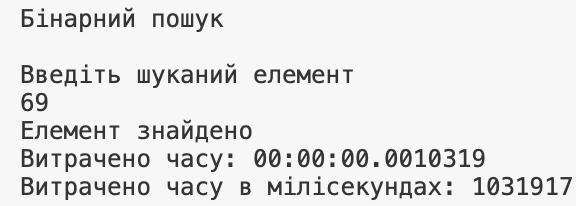 Бінарний пошук
Введіть шуканий елемент
69
Елемент знайдено
Витрачено часу: 00:00:00.0010319
Витрачено часу в мілісекундах: 1031917